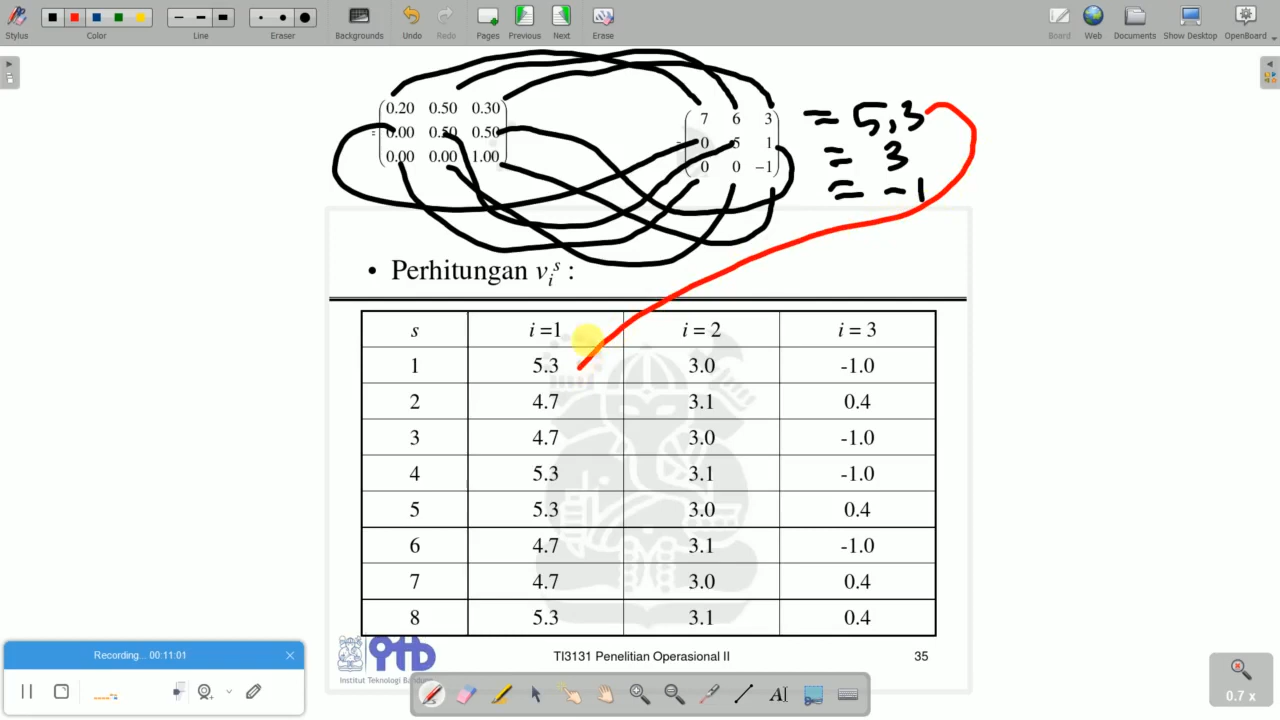 Stylus Color Line Eraser Backgrounds Undo Redo Pages Previous Next Erase Board Web Documents Show Desktop OpenBoard
0.20 0.50 0.30
= 0.00 0.50 0.50
0.00 0.00 1.00
7 6 3
0 5 1
0 0 −1
= 5,3
= 3
= -1
• Perhitungan vᵢˢ :
s i =1 i = 2 i = 3
1 5.3 3.0 -1.0
2 4.7 3.1 0.4
3 4.7 3.0 -1.0
4 5.3 3.1 -1.0
5 5.3 3.0 0.4
6 4.7 3.1 -1.0
7 4.7 3.0 0.4
8 5.3 3.1 0.4
Recording... 00:11:01
Institut Teknologi
TI3131 Penelitian Operasional II
35
0.7 x